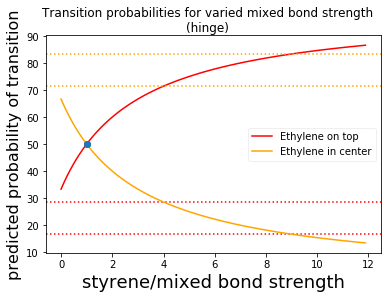 Transition probabilities for varied mixed bond strength
(hinge)
predicted probability of transition
90
80
70
60
50
40
30
20
10
Ethylene on top
Ethylene in center
0
2
4
6
8
10
12
styrene/mixed bond strength